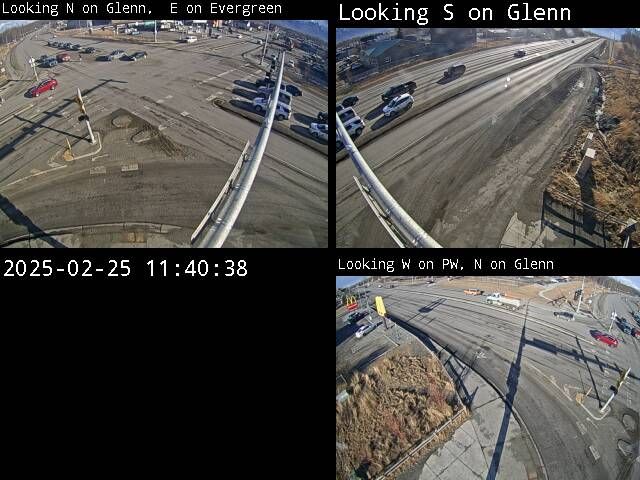 Looking N on Glenn,  E on Evergreen
Looking S on Glenn
2025-02-25 11:40:38
Looking W on PW, N on Glenn